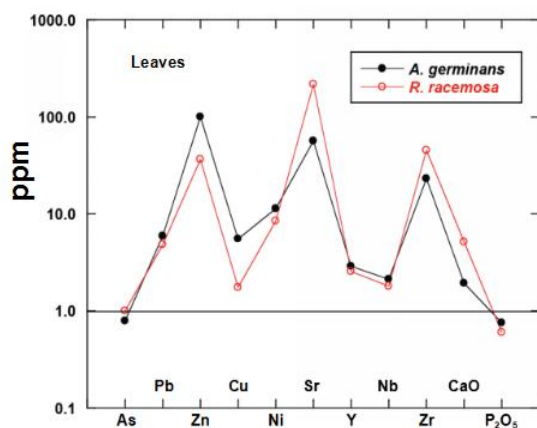 1000.0
Leaves
A. germinans
R. racemosa
100.0
ppm
10.0
1.0
Pb Cu Sr Nb CaO
0.1
As Zn Ni Y Zr P₂O₅